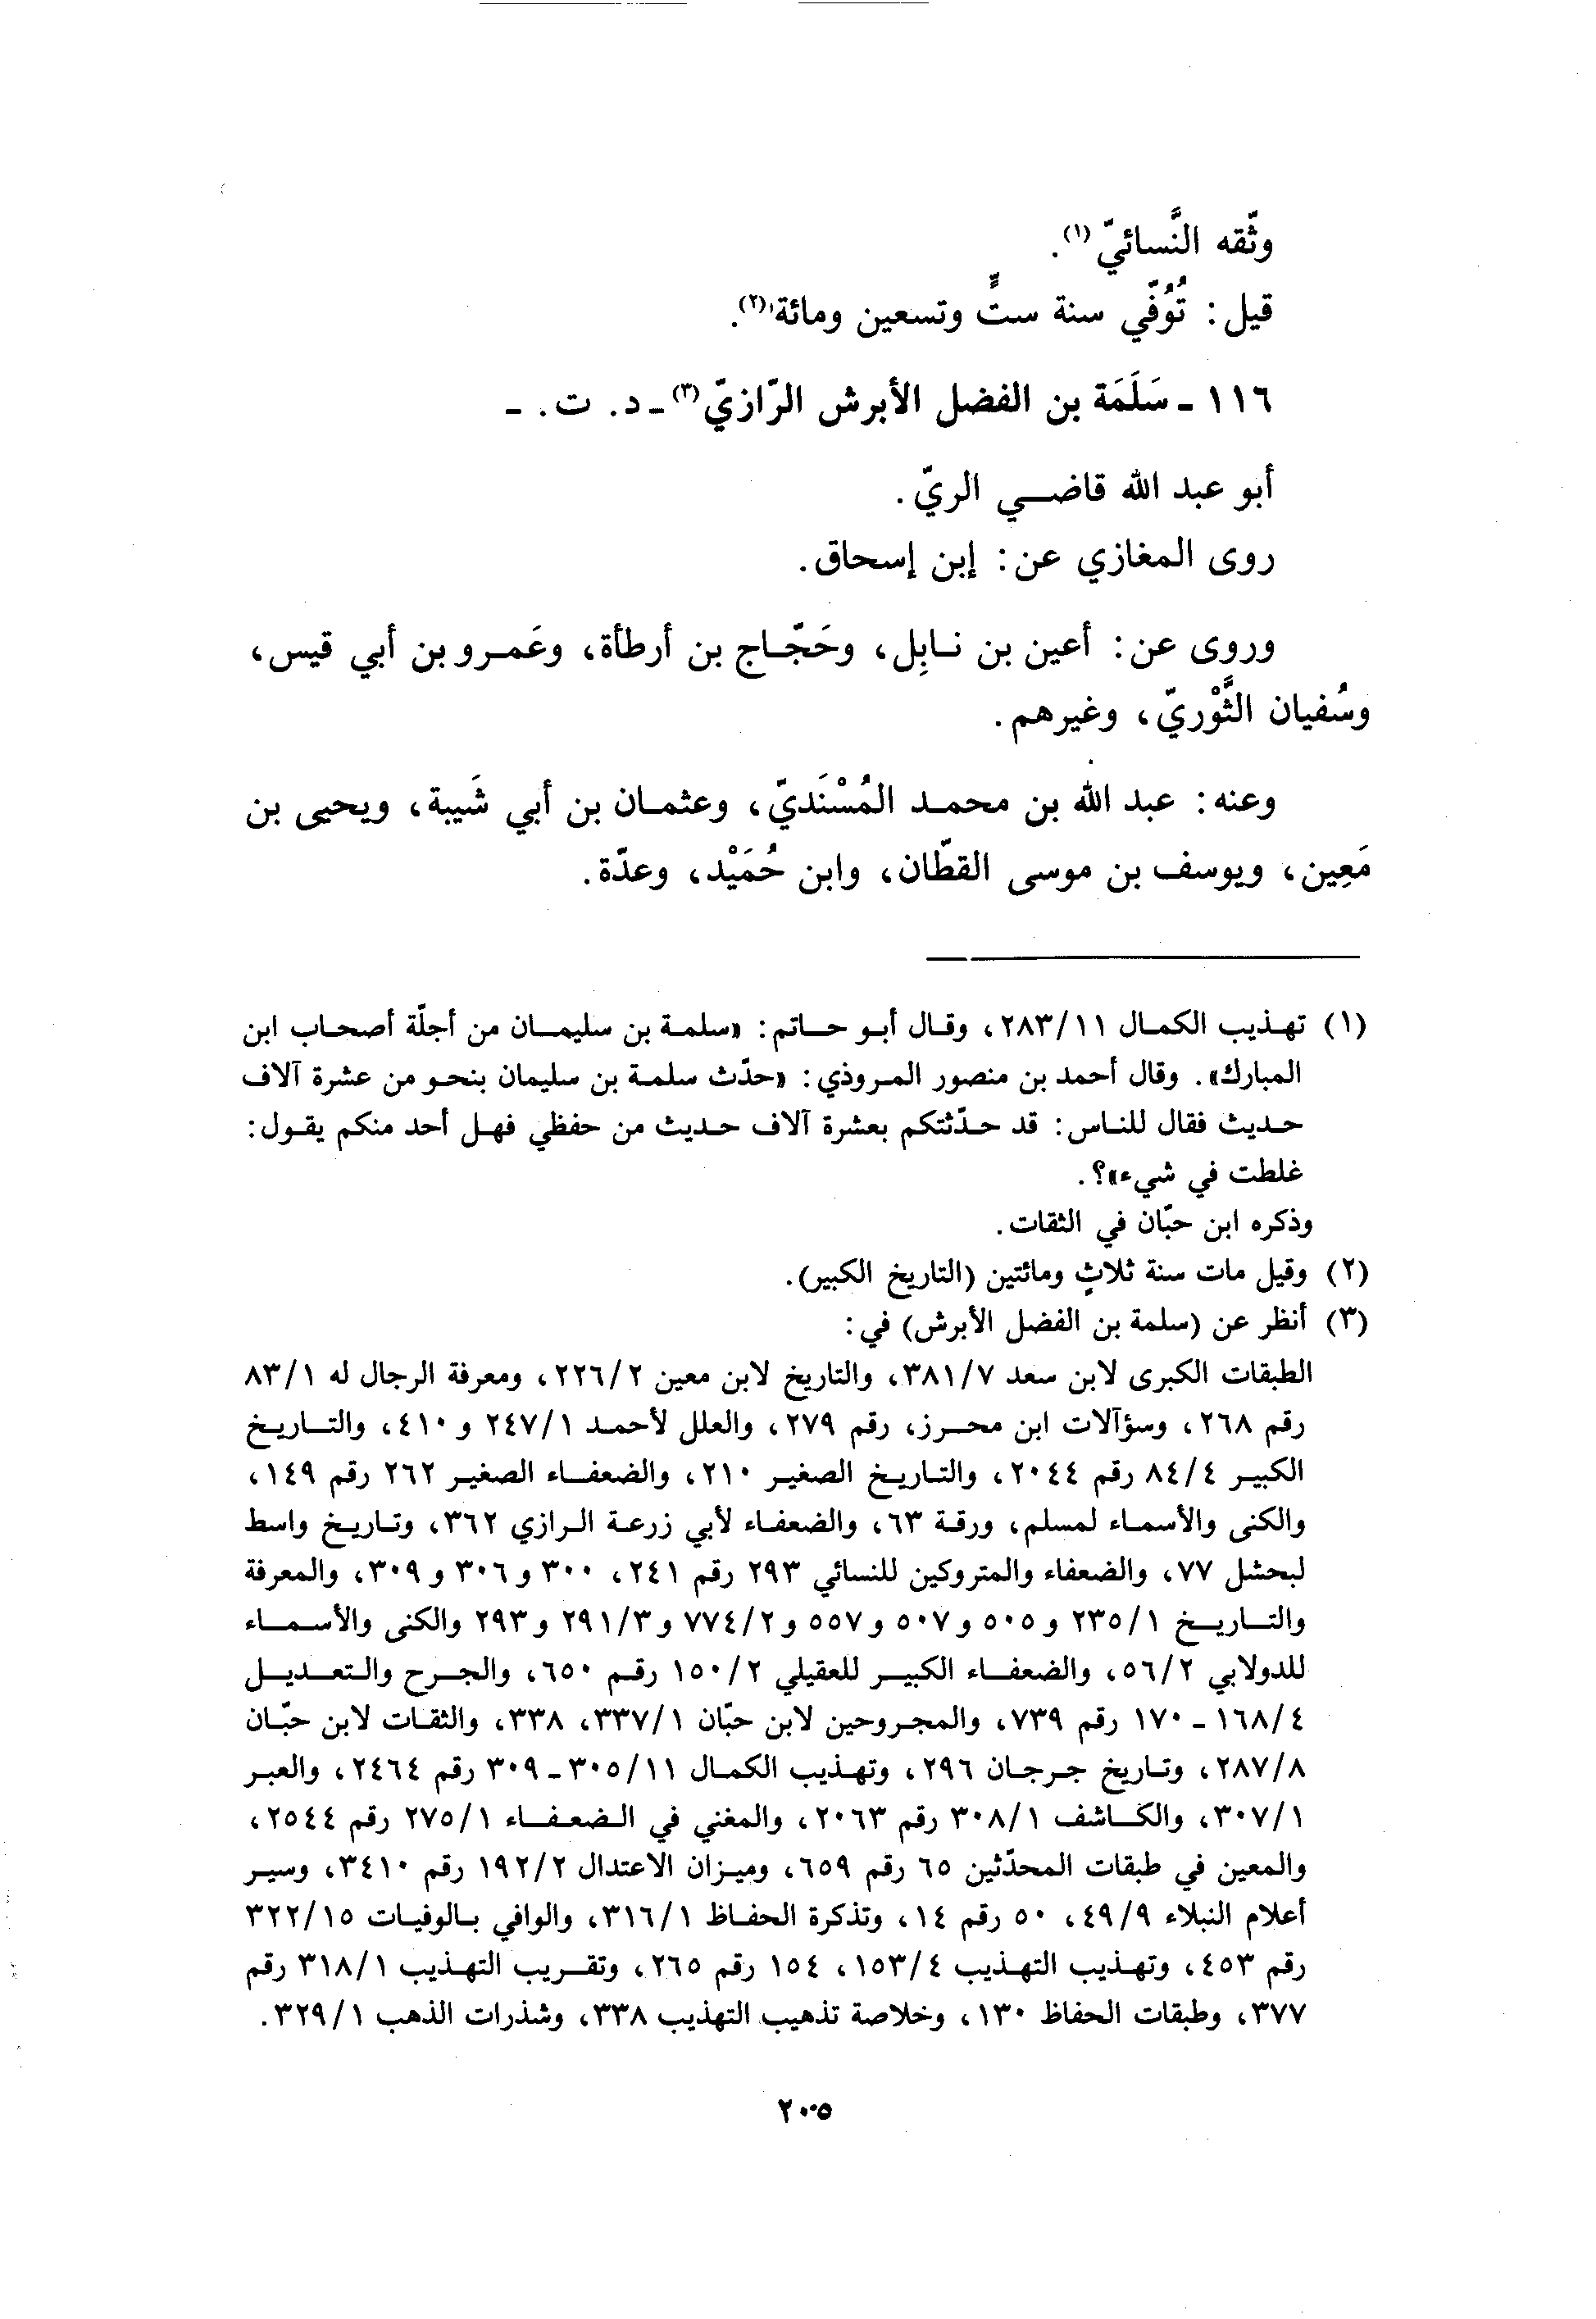 وثّقه النَّسائيّ(١).
قيل: تُوُفّي سنة ستٍّ وتسعين ومائة(٢).
١١٦ - سَلَمَة بن الفضل الأبرش الرّازيّ(٣) - د. ت. -
أبو عبد الله قاضي الريّ.
روى المغازي عن: إبن إسحاق.
وروى عن: أعين بن نابِل، وحَجّاج بن أرطأة، وعَمرو بن أبي قيس،
وسُفيان الثَّوْريّ، وغيرهم.
وعنه: عبد الله بن محمد المُسْنَديّ، وعثمان بن أبي شَيبة، ويحيى بن
مَعِين، ويوسف بن موسى القطّان، وابن حُمَيْد، وعدّة.
(١) تهذيب الكمال ٢٨٣/١١، وقال أبو حاتم: «سلمة بن سليمان من أجلّة أصحاب ابن
المبارك». وقال أحمد بن منصور المروذي: «حدّث سلمة بن سليمان بنحو من عشرة آلاف
حديث فقال للناس: قد حدّثتكم بعشرة آلاف حديث من حفظي فهل أحد منكم يقول:
غلطت في شيء»؟.
وذكره ابن حبّان في الثقات.
(٢) وقيل مات سنة ثلاثٍ ومائتين (التاريخ الكبير).
(٣) أنظر عن (سلمة بن الفضل الأبرش) في:
الطبقات الكبرى لابن سعد ٣٨١/٧، والتاريخ لابن معين ٢٢٦/٢، ومعرفة الرجال له ٨٣/١
رقم ٢٦٨، وسؤآلات ابن محرز، رقم ٢٧٩، والعلل لأحمد ٢٤٧/١ و ٤١٠، والتاريخ
الكبير ٨٤/٤ رقم ٢٠٤٤، والتاريخ الصغير ٢١٠، والضعفاء الصغير ٢٦٢ رقم ١٤٩،
والكنى والأسماء لمسلم، ورقة ٦٣، والضعفاء لأبي زرعة الرازي ٣٦٢، وتاريخ واسط
لبحشل ٧٧، والضعفاء والمتروكين للنسائي ٢٩٣ رقم ٢٤١، ٣٠٠ و٣٠٦ و٣٠٩، والمعرفة
والتاريخ ٢٣٥/١ و ٥٠٥ و٥٠٧ و٥٥٧ و٧٧٤/٢ و٢٩١/٣ و٢٩٣ والكنى والأسماء
للدولابي ٥٦/٢، والضعفاء الكبير للعقيلي ١٥٠/٢ رقم ٦٥٠، والجرح والتعديل
١٦٨/٤ - ١٧٠ رقم ٧٣٩، والمجروحين لابن حبّان ٣٣٧/١، ٣٣٨، والثقات لابن حبّان
٢٨٧/٨، وتاريخ جرجان ٢٩٦، وتهذيب الكمال ٣٠٥/١١ - ٣٠٩ رقم ٢٤٦٤، والعبر
٣٠٧/١، والكاشف ٣٠٨/١ رقم ٢٠٦٣، والمغني في الضعفاء ٢٧٥/١ رقم ٢٥٤٤،
والمعين في طبقات المحدّثين ٦٥ رقم ٦٥٩، وميزان الاعتدال ١٩٢/٢ رقم ٣٤١٠، وسير
أعلام النبلاء ٤٩/٩، ٥٠ رقم ١٤، وتذكرة الحفاظ ٣١٦/١، والوافي بالوفيات ٣٢٢/١٥
رقم ٤٥٣، وتهذيب التهذيب ١٥٣/٤، ١٥٤ رقم ٢٦٥، وتقريب التهذيب ٣١٨/١ رقم
٣٧٧، وطبقات الحفاظ ١٣٠، وخلاصة تذهيب التهذيب ٣٣٨، وشذرات الذهب ٣٢٩/١.
٢٠٠٥